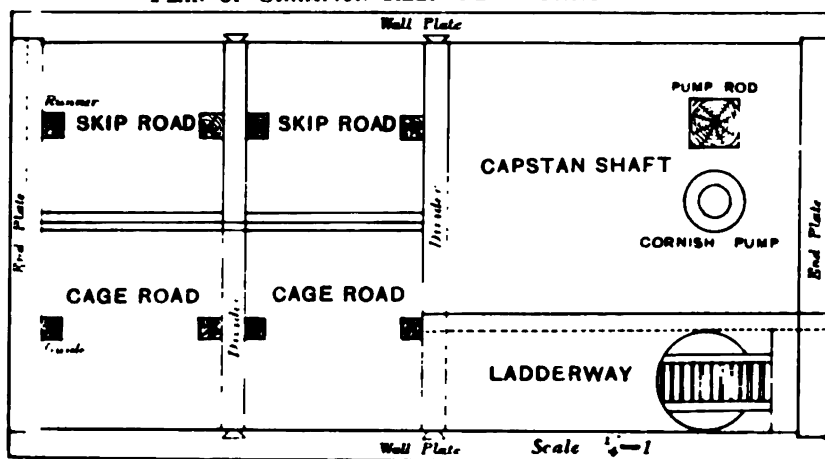 Wall Plate
Runner
SKIP ROAD
SKIP ROAD
PUMP ROD
CAPSTAN SHAFT
End Plate
Divider
CORNISH PUMP
End Plate
CAGE ROAD
CAGE ROAD
Divider
Guide
LADDERWAY
Wall Plate
Scale